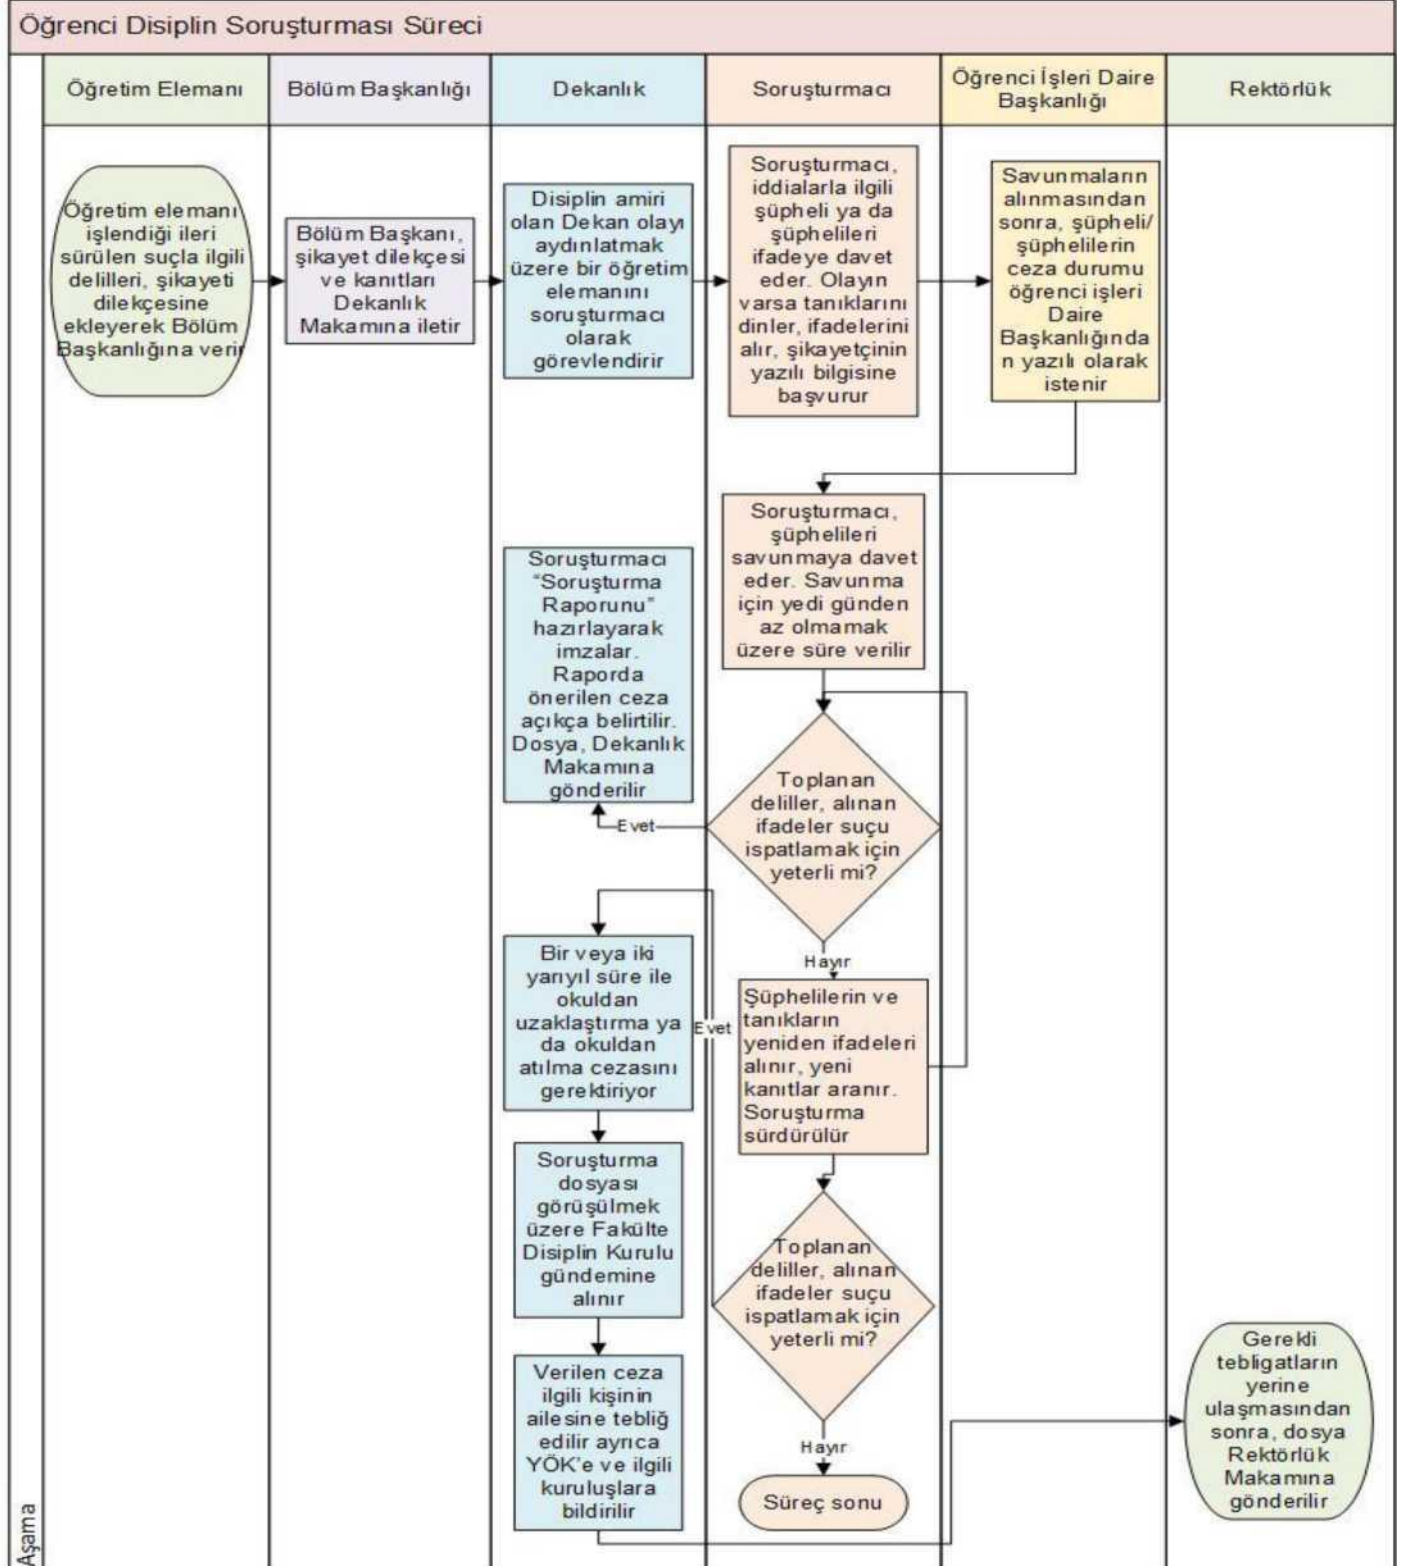 Öğrenci Disiplin Soruşturması Süreci
Öğretim Elemanı
Bölüm Başkanlığı
Dekanlık
Soruşturmacı
Öğrenci İşleri Daire
Başkanlığı
Rektörlük
Öğretim elemanı
işlendiği ileri
sürülen suçla ilgili
delilleri, şikayeti
dilekçesine
ekleyerek Bölüm
Başkanlığına verir
Bölüm Başkanı,
şikayet dilekçesi
ve kanıtları
Dekanlık
Makamına iletir
Disiplin amiri
olan Dekan olayı
aydınlatmak
üzere bir öğretim
elemanını
soruşturmacı
olarak
görevlendirir
Soruşturmacı,
iddialarla ilgili
şüpheli ya da
şüphelileri
ifadeye davet
eder. Olayın
varsa tanıklarını
dinler, ifadelerini
alır, şikayetçinin
yazılı bilgisine
başvurur
Savunmaların
alınmasından
sonra, şüpheli/
şüphelilerin
ceza durumu
öğrenci işleri
Daire
Başkanlığında
n yazılı olarak
istenir
Soruşturmacı,
şüphelileri
savunmaya davet
eder. Savunma
için yedi günden
az olmamak
üzere süre verilir
Soruşturmacı
“Soruşturma
Raporunu”
hazırlayarak
imzalar.
Raporda
önerilen ceza
açıkça belirtilir.
Dosya, Dekanlık
Makamına
gönderilir
Toplanan
deliller, alınan
ifadeler suçu
ispatlamak için
yeterli mi?
Evet
Hayır
Bir veya iki
yarıyıl süre ile
okuldan
uzaklaştırma ya
da okuldan
atılma cezasını
gerektiriyor
Evet
Şüphelilerin ve
tanıkların
yeniden ifadeleri
alınır, yeni
kanıtlar aranır.
Soruşturma
sürdürülür
Soruşturma
dosyası
görüşülmek
üzere Fakülte
Disiplin Kurulu
gündemine
alınır
Toplanan
deliller, alınan
ifadeler suçu
ispatlamak için
yeterli mi?
Verilen ceza
ilgili kişinin
ailesine tebliğ
edilir ayrıca
YÖK'e ve ilgili
kuruluşlara
bildirilir
Hayır
Süreç sonu
Gerekli
tebligatların
yerine
ulaşmasından
sonra, dosya
Rektörlük
Makamına
gönderilir
Aşama